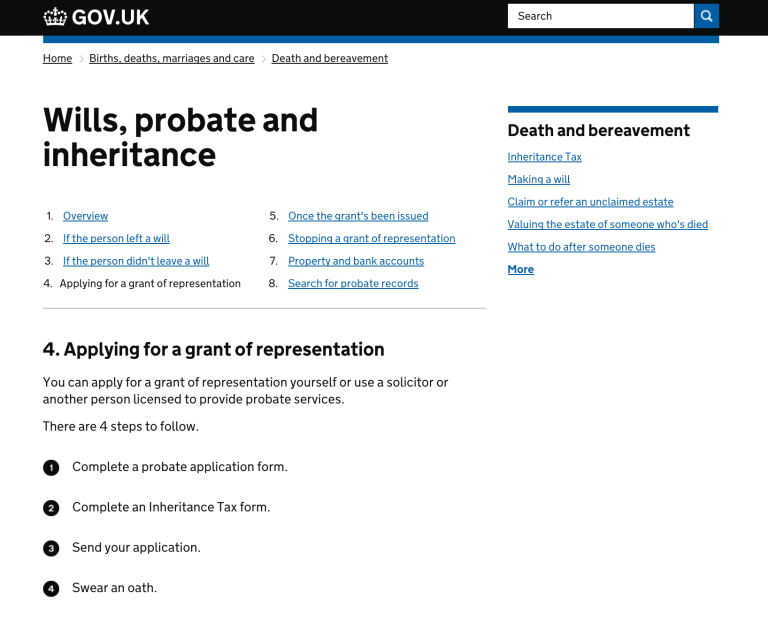 GOV.UK
Search
Home > Births, deaths, marriages and care > Death and bereavement
Wills, probate and
inheritance
1. Overview
2. If the person left a will
3. If the person didn't leave a will
4. Applying for a grant of representation
5. Once the grant's been issued
6. Stopping a grant of representation
7. Property and bank accounts
8. Search for probate records
Death and bereavement
Inheritance Tax
Making a will
Claim or refer an unclaimed estate
Valuing the estate of someone who's died
What to do after someone dies
More
4. Applying for a grant of representation
You can apply for a grant of representation yourself or use a solicitor or
another person licensed to provide probate services.
There are 4 steps to follow.
1 Complete a probate application form.
2 Complete an Inheritance Tax form.
3 Send your application.
4 Swear an oath.